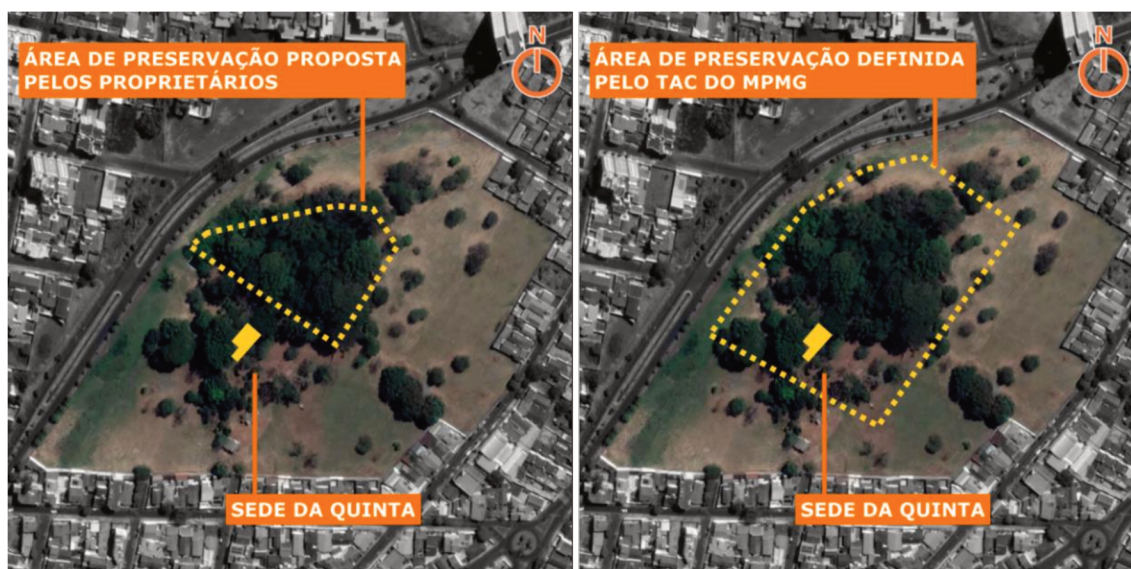 ÁREA DE PRESERVAÇÃO PROPOSTA
PELOS PROPRIETÁRIOS
N
SEDE DA QUINTA
ÁREA DE PRESERVAÇÃO DEFINIDA
PELO TAC DO MPMG
N
SEDE DA QUINTA